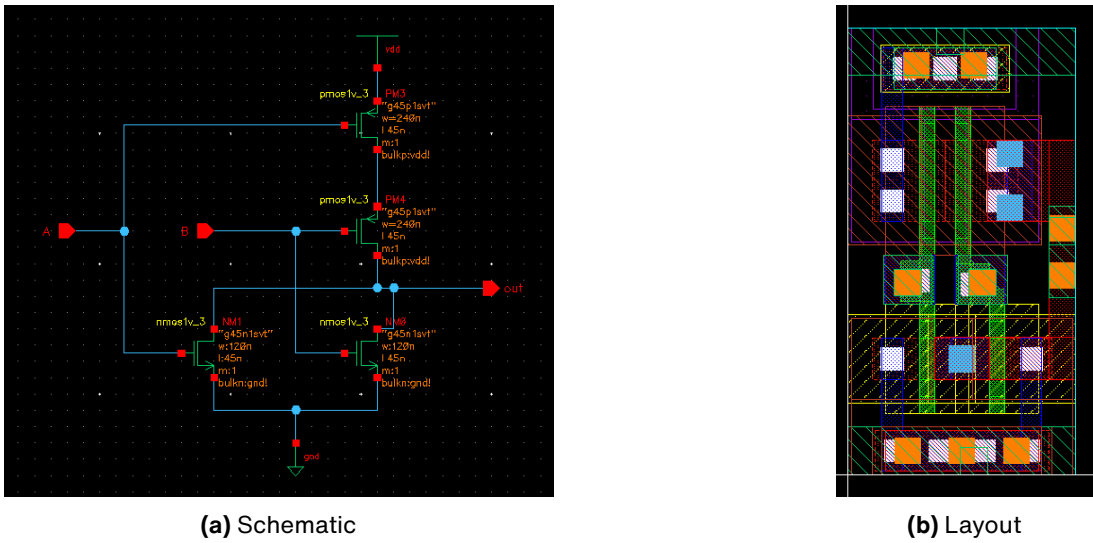 vdd
pmos1v_3 PM3
"g45p1svt"
w=240n
l:45n
m:1
bulkp:vdd!
pmos1v_3 PM4
"g45p1svt"
w=240n
l:45n
m:1
bulkp:vdd!
A
B
out
nmos1v_3 NM1
"g45n1svt"
w:120n
l:45n
m:1
bulkn:gnd!
nmos1v_3 NM0
"g45n1svt"
w:120n
l:45n
m:1
bulkn:gnd!
gnd
(a) Schematic
(b) Layout